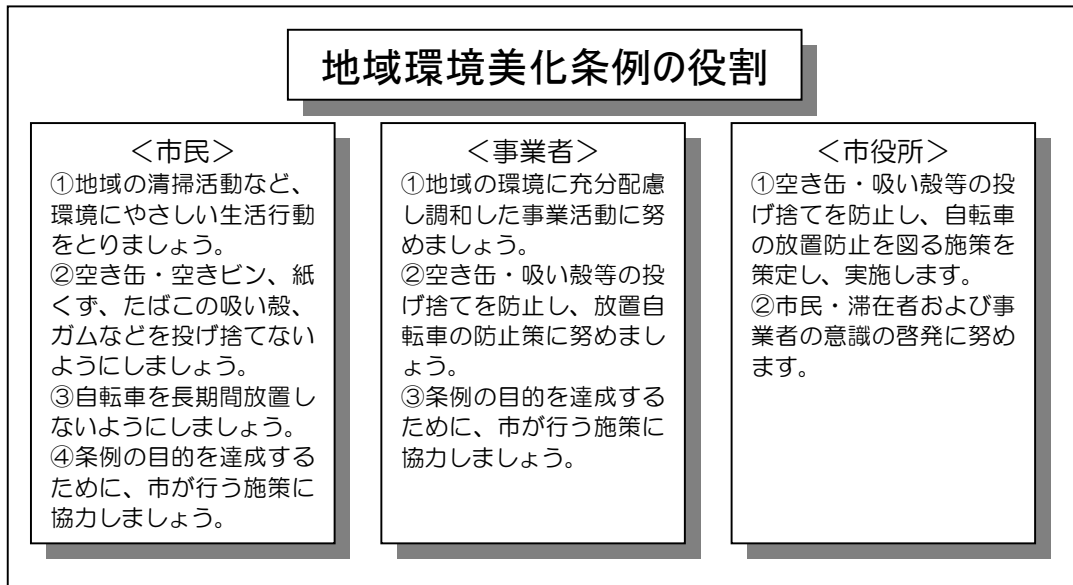 地域環境美化条例の役割
＜市民＞
①地域の清掃活動など、
環境にやさしい生活行動
をとりましょう。
②空き缶・空きビン、紙
くず、たばこの吸い殻、
ガムなどを投げ捨てない
ようにしましょう。
③自転車を長期間放置し
ないようにしましょう。
④条例の目的を達成する
ために、市が行う施策に
協力しましょう。
＜事業者＞
①地域の環境に充分配慮
し調和した事業活動に努
めましょう。
②空き缶・吸い殻等の投
げ捨てを防止し、放置自
転車の防止策に努めまし
ょう。
③条例の目的を達成する
ために、市が行う施策に
協力しましょう。
＜市役所＞
①空き缶・吸い殻等の投
げ捨てを防止し、自転車
の放置防止を図る施策を
策定し、実施します。
②市民・滞在者および事
業者の意識の啓発に努め
ます。